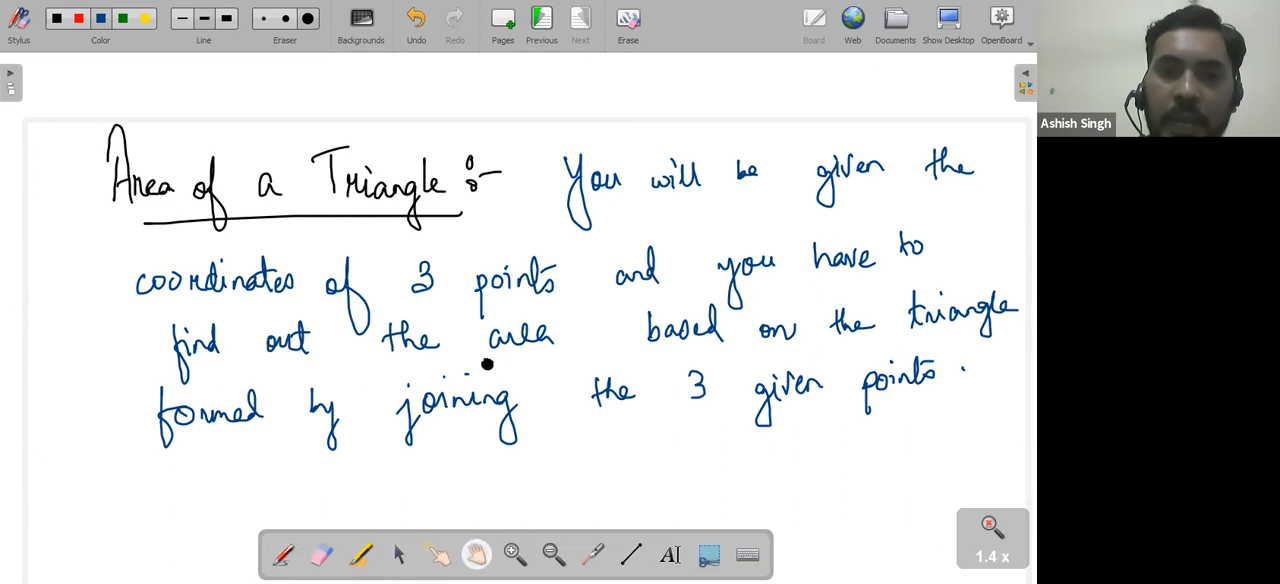 Stylus Color Line Eraser Backgrounds Undo Redo Pages Previous Next Erase Board Web Documents Show Desktop OpenBoard
Ashish Singh
Area of a Triangle :- You will be given the
coordinates of 3 points and you have to
find out the area based on the triangle
formed by joining the 3 given points.
AI
1.4 x